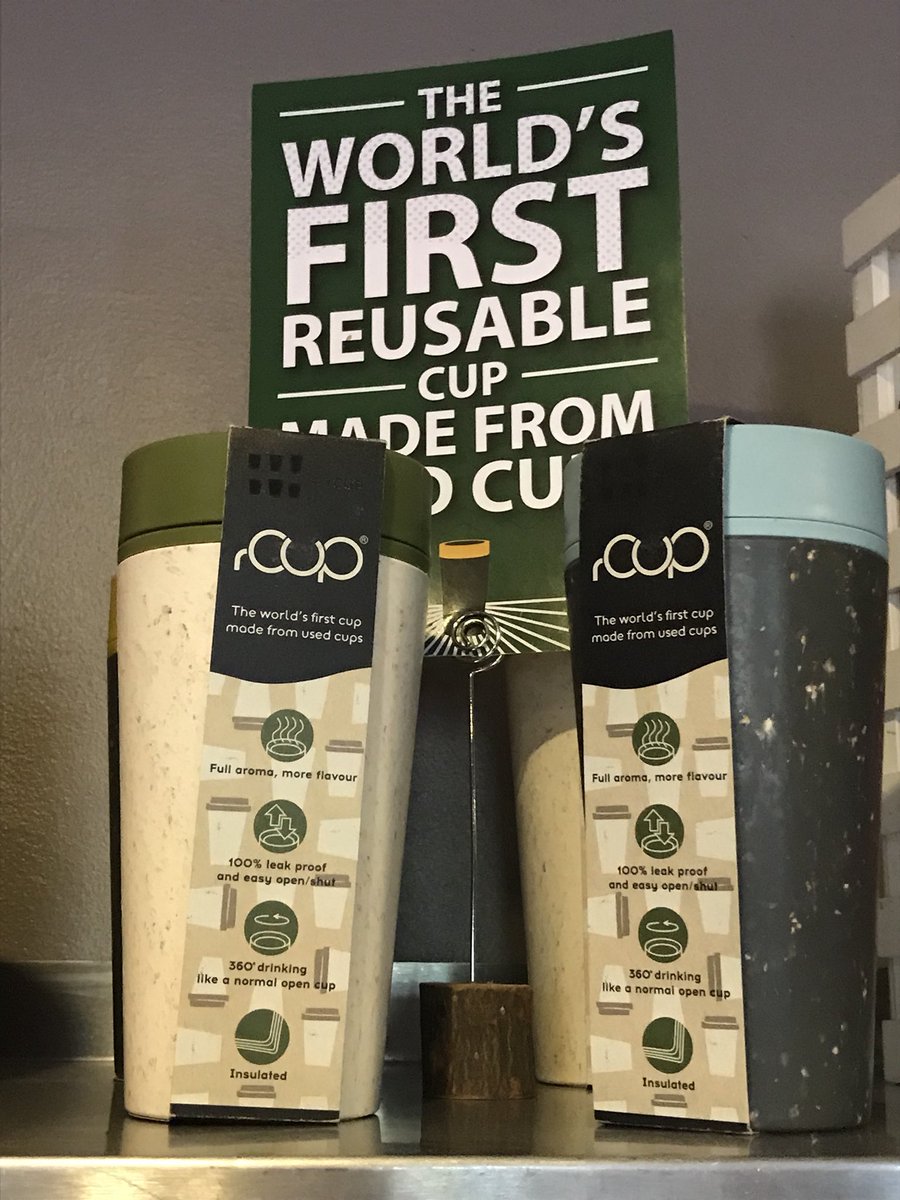 THE
WORLD'S
FIRST
REUSABLE
CUP
MADE FROM
CUP
rCUP®
The world's first cup
made from used cups
Full aroma, more flavour
100% leak proof
and easy open/shut
360° drinking
like a normal open cup
Insulated
rCUP®
The world's first cup
made from used cups
Full aroma, more flavour
100% leak proof
and easy open/shut
360° drinking
like a normal open cup
Insulated